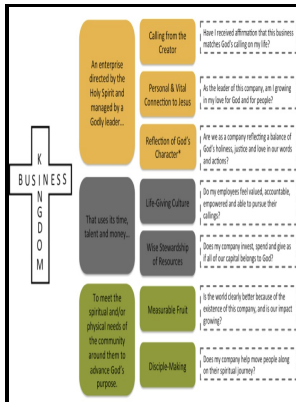 KINGDOM
BUSINESS
An enterprise
directed by the
Holy Spirit and
managed by a
Godly leader...
Calling from the
Creator
Have I received affirmation that this business
matches God's calling on my life?
Personal & Vital
Connection to Jesus
As the leader of this company, am I growing
in my love for God and for people?
Reflection of God's
Character*
Are we as a company reflecting a balance
of God's holiness, justice and love in our
words and actions?
That uses its time,
talent and money...
Life-Giving Culture
Do my employees feel valued, accountable,
empowered and able to pursue their
callings?
Wise Stewardship
of Resources
Does my company invest, spend and give
as if all of our capital belongs to God?
To meet the
spiritual and/or
physical needs of
the community
around them to
advance God's
purpose.
Measurable Fruit
Is the world clearly better because of the
existence of this company, and is our impact
growing?
Disciple-Making
Does my company help move people along
on their spiritual journey?